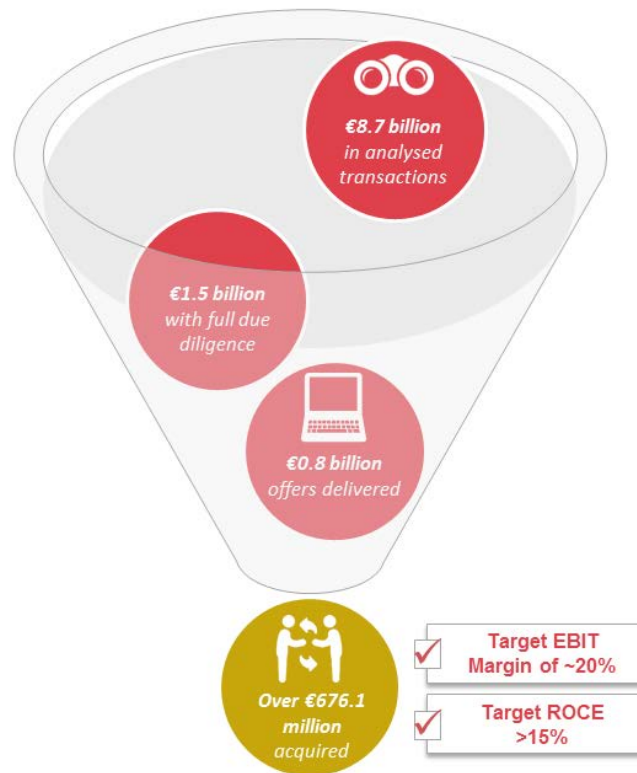 €8.7 billion
in analysed
transactions
€1.5 billion
with full due
diligence
€0.8 billion
offers delivered
Over €676.1
million
acquired
Target EBIT
Margin of ~20%
Target ROCE
>15%